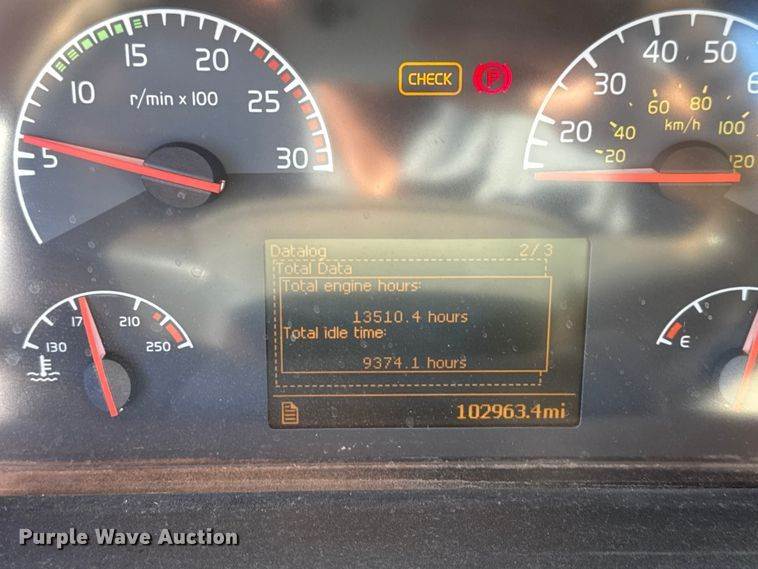 5
10
15
20
25
30
r/min x 100
CHECK
P
20
30
40
50
6
20
40
60
80
100
120
km/h
Datalog 2/3
Total Data
Total engine hours:
13510.4 hours
Total idle time:
9374.1 hours
102963.4mi
130
17
210
250
E
Purple Wave Auction